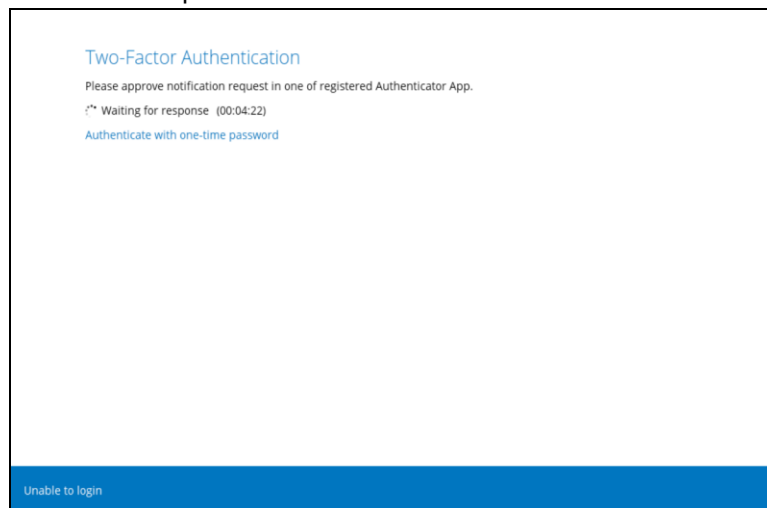 Two-Factor Authentication
Please approve notification request in one of registered Authenticator App.
Waiting for response (00:04:22)
Authenticate with one-time password
Unable to login